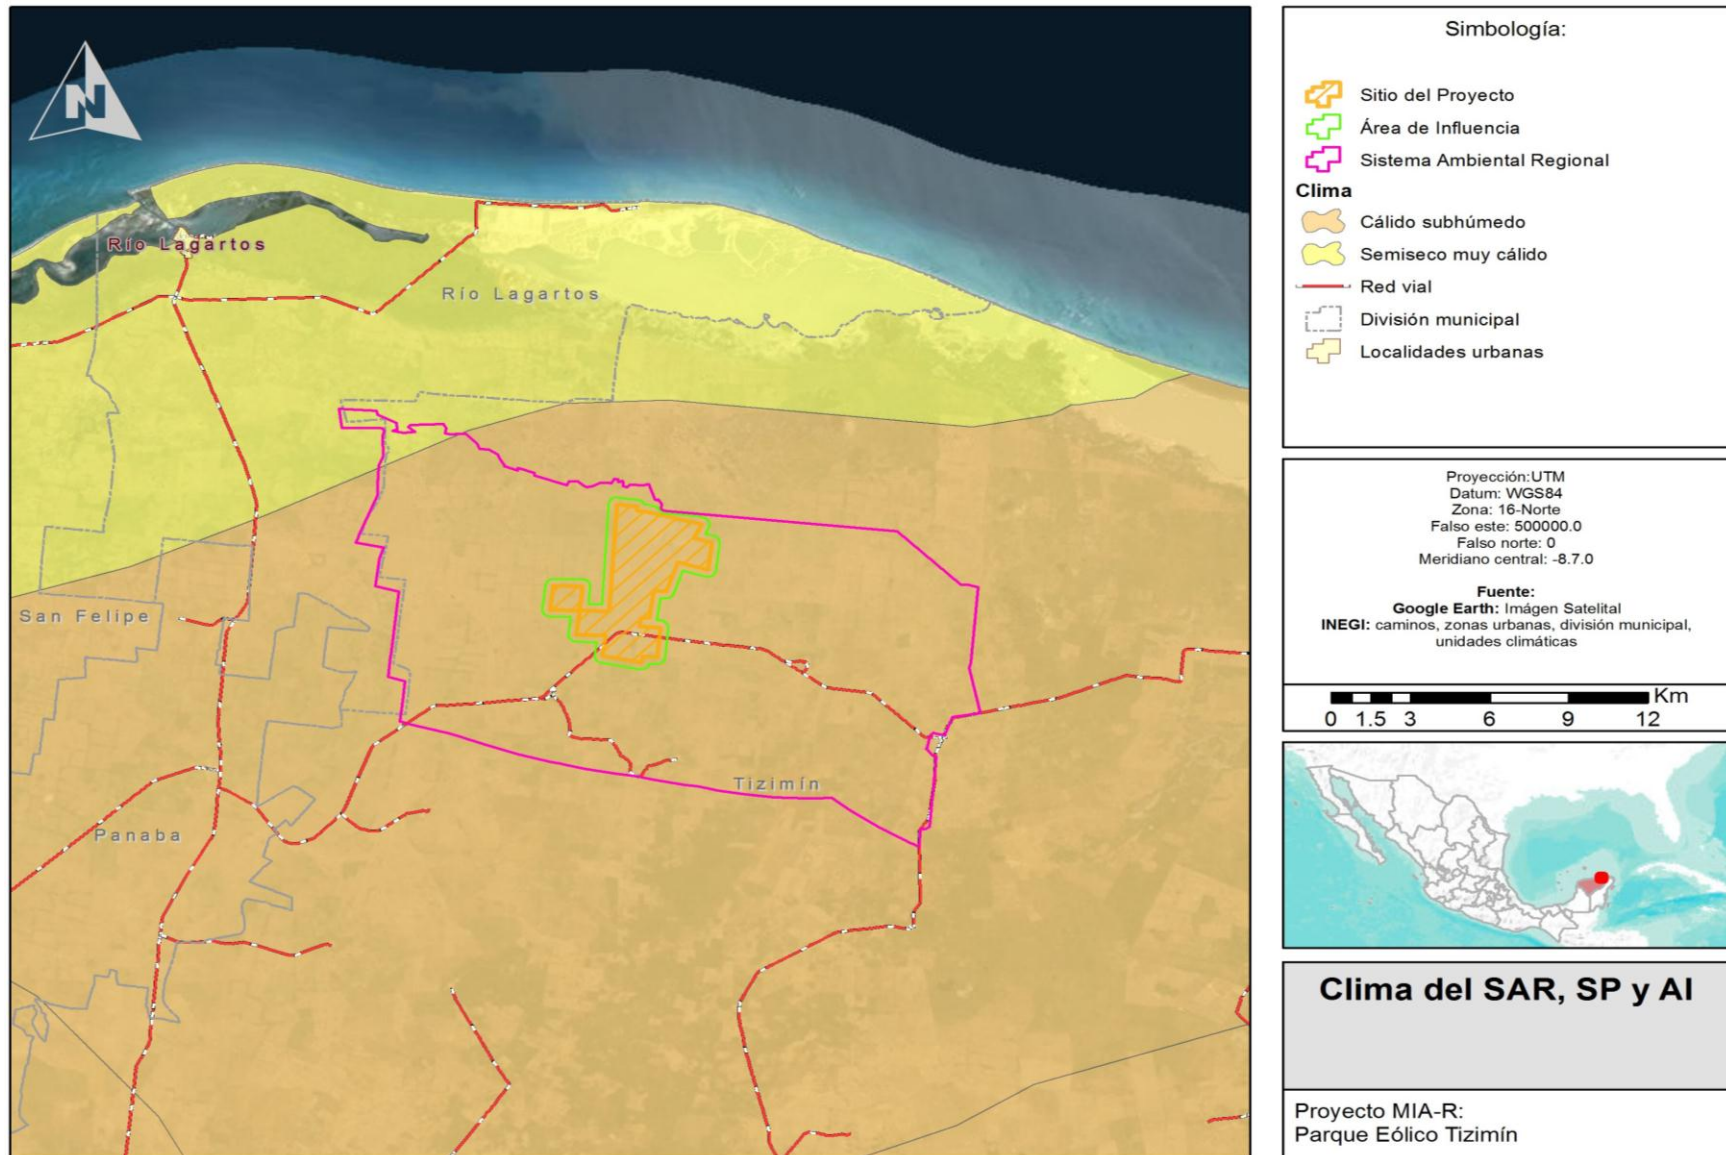 N
Río Lagartos
Río Lagartos
San Felipe
Tizimín
Panaba
Simbología:
Sitio del Proyecto
Área de Influencia
Sistema Ambiental Regional
Clima
Cálido subhúmedo
Semiseco muy cálido
Red vial
División municipal
Localidades urbanas
Proyección:UTM
Datum: WGS84
Zona: 16-Norte
Falso este: 500000.0
Falso norte: 0
Meridiano central: -8.7.0
Fuente:
Google Earth: Imágen Satelital
INEGI: caminos, zonas urbanas, división municipal,
unidades climáticas
Km
0 1.5 3 6 9 12
Clima del SAR, SP y AI
Proyecto MIA-R:
Parque Eólico Tizimín